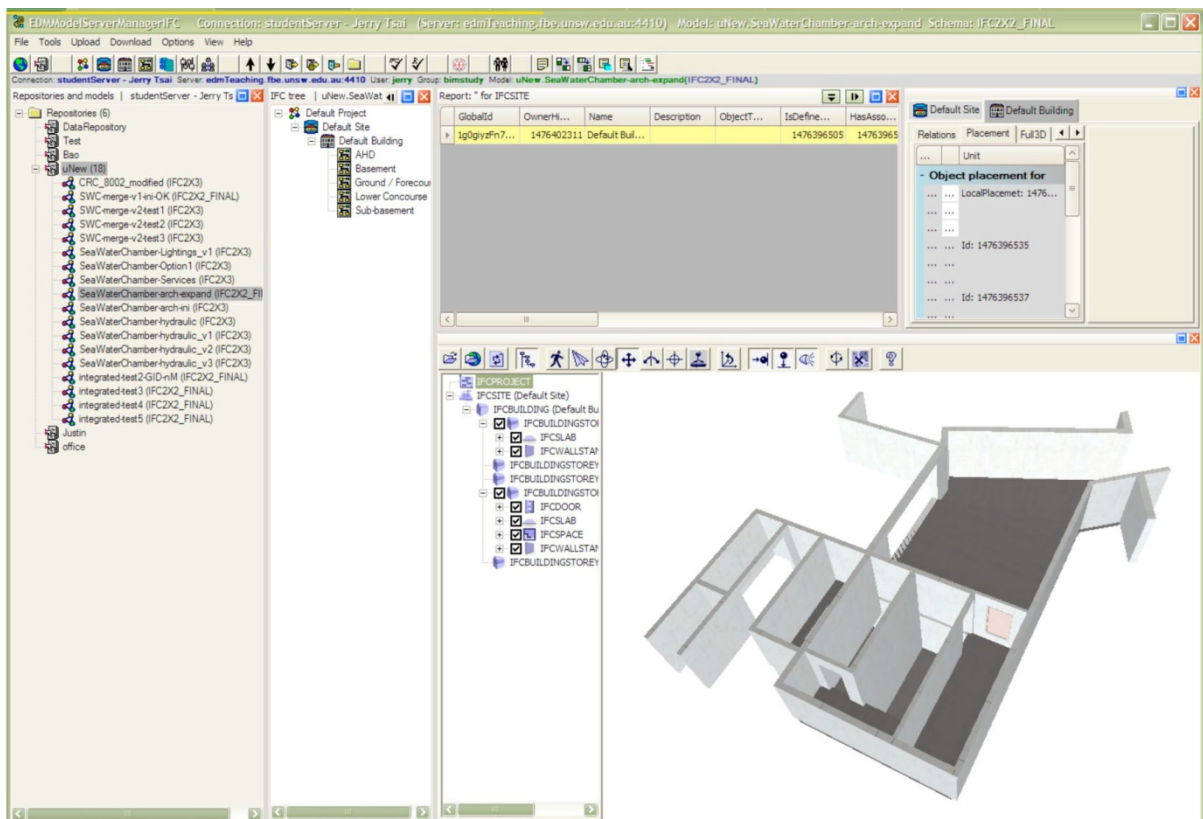 EDMModelServerManagerIFC Connection: studentServer - Jerry Tsai (Server: edmTeaching.fbe.unsw.edu.au:4410) Model: uNew.SeaWaterChamber-arch-expand Schema: IFC2X2_FINAL
File Tools Upload Download Options View Help
Connection: studentServer - Jerry Tsai Server: edmTeaching.fbe.unsw.edu.au:4410 User: jerry Group: bimstudy Model: uNew.SeaWaterChamber-arch-expand(IFC2X2_FINAL)
Repositories and models | studentServer - Jerry Ts
Repositories (6)
DataRepository
Test
Bao
uNew (18)
CRC_8002_modified (IFC2X3)
SWC-merge-v1-ini-OK (IFC2X2_FINAL)
SWC-merge-v2-test1 (IFC2X3)
SWC-merge-v2-test2 (IFC2X3)
SWC-merge-v2-test3 (IFC2X3)
SeaWaterChamber-Lightings_v1 (IFC2X3)
SeaWaterChamber-Option1 (IFC2X3)
SeaWaterChamber-Services (IFC2X3)
SeaWaterChamber-arch-expand (IFC2X2_FI
SeaWaterChamber-arch-ini (IFC2X3)
SeaWaterChamber-hydraulic (IFC2X3)
SeaWaterChamber-hydraulic_v1 (IFC2X3)
SeaWaterChamber-hydraulic_v2 (IFC2X3)
SeaWaterChamber-hydraulic_v3 (IFC2X3)
integrated-test2-GID-nM (IFC2X2_FINAL)
integrated-test3 (IFC2X2_FINAL)
integrated-test4 (IFC2X2_FINAL)
integrated-test5 (IFC2X2_FINAL)
Justin
office
IFC tree | uNew.SeaWat
Default Project
Default Site
Default Building
AHD
Basement
Ground / Forecour
Lower Concourse
Sub-basement
Report: '' for IFCSITE
GlobalId OwnerHi... Name Description ObjectT... IsDefine... HasAsso...
1g0giyzFn7... 1476402311 Default Buil... 1476396505 14763965
Default Site Default Building
Relations Placement Full3D
... Unit
- Object placement for
... ... LocalPlacemet: 1476...
... ...
... ...
... ... Id: 1476396535
... ...
... ...
... ... Id: 1476396537
... ...
IFCPROJECT
IFCSITE (Default Site)
IFCBUILDING (Default Bu
IFCBUILDINGSTOI
IFCSLAB
IFCWALLSTAN
IFCBUILDINGSTOREY
IFCBUILDINGSTOREY
IFCBUILDINGSTOI
IFCDOOR
IFCSLAB
IFCSPACE
IFCWALLSTAN
IFCBUILDINGSTOREY